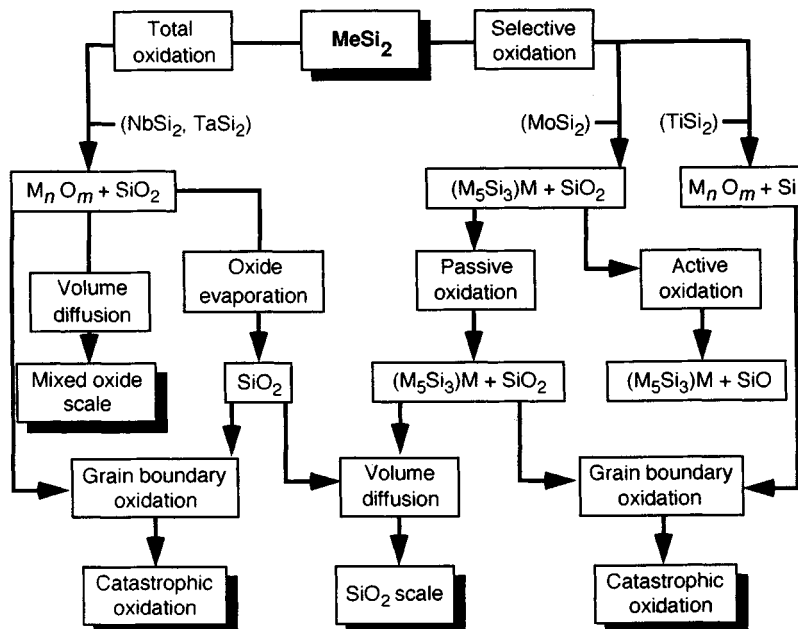 Total
oxidation
MeSi₂
Selective
oxidation
(NbSi₂, TaSi₂)
(MoSi₂)
(TiSi₂)
MₙOₘ + SiO₂
(M₅Si₃)M + SiO₂
MₙOₘ + Si
Volume
diffusion
Oxide
evaporation
Passive
oxidation
Active
oxidation
Mixed oxide
scale
SiO₂
(M₅Si₃)M + SiO₂
(M₅Si₃)M + SiO
Grain boundary
oxidation
Volume
diffusion
Grain boundary
oxidation
Catastrophic
oxidation
SiO₂ scale
Catastrophic
oxidation